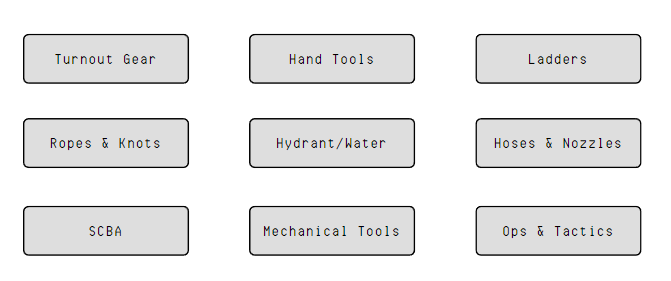 Turnout Gear
Hand Tools
Ladders
Ropes & Knots
Hydrant/Water
Hoses & Nozzles
SCBA
Mechanical Tools
Ops & Tactics